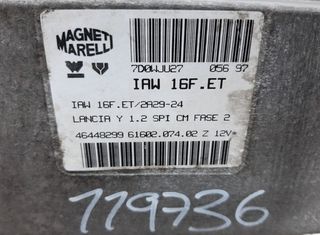 MAGNETI
MARELLI
7D0WJU27 056 97
IAW 16F.ET
IAW 16F.ET/2A29-24
LANCIA Y 1.2 SPI CM FASE 2
46448299 61602.074.02 Z 12V*
119736